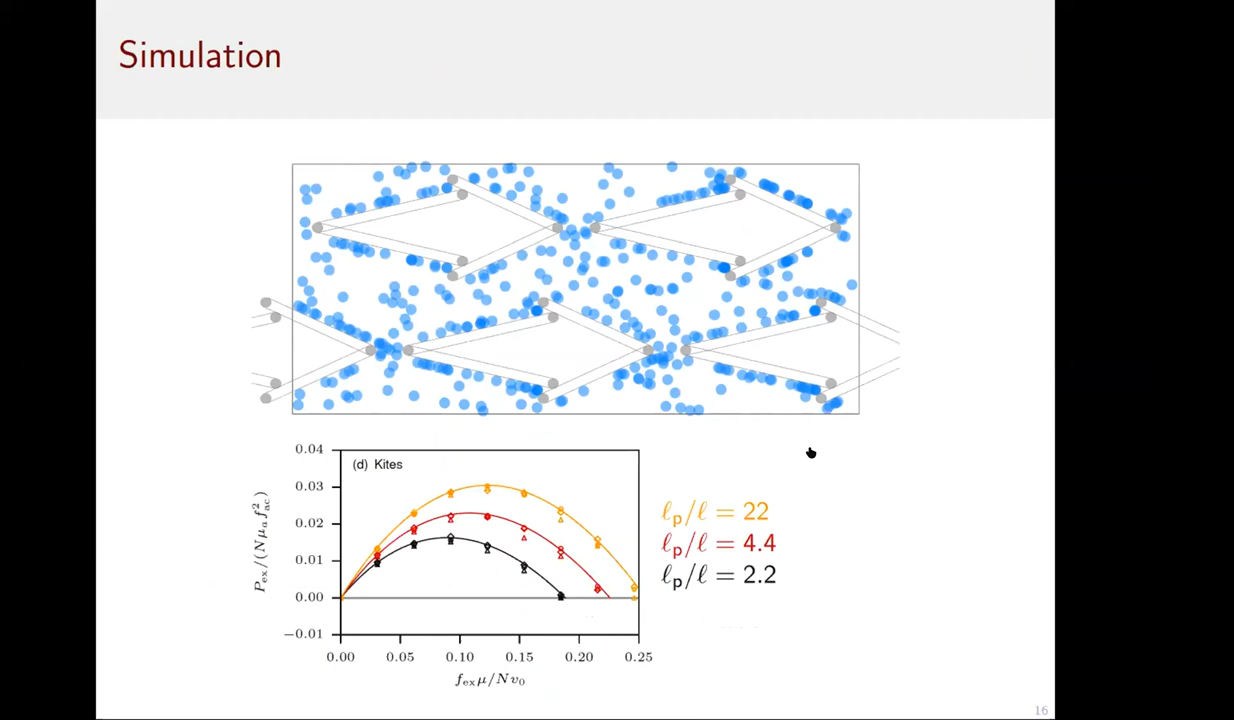 Simulation
0.04
(d) Kites
0.03
0.02
0.01
0.00
−0.01
P_ex/(Nμ_a f_ac^2)
0.00 0.05 0.10 0.15 0.20 0.25
f_ex μ/Nv_0
ℓ_p/ℓ = 22
ℓ_p/ℓ = 4.4
ℓ_p/ℓ = 2.2
16